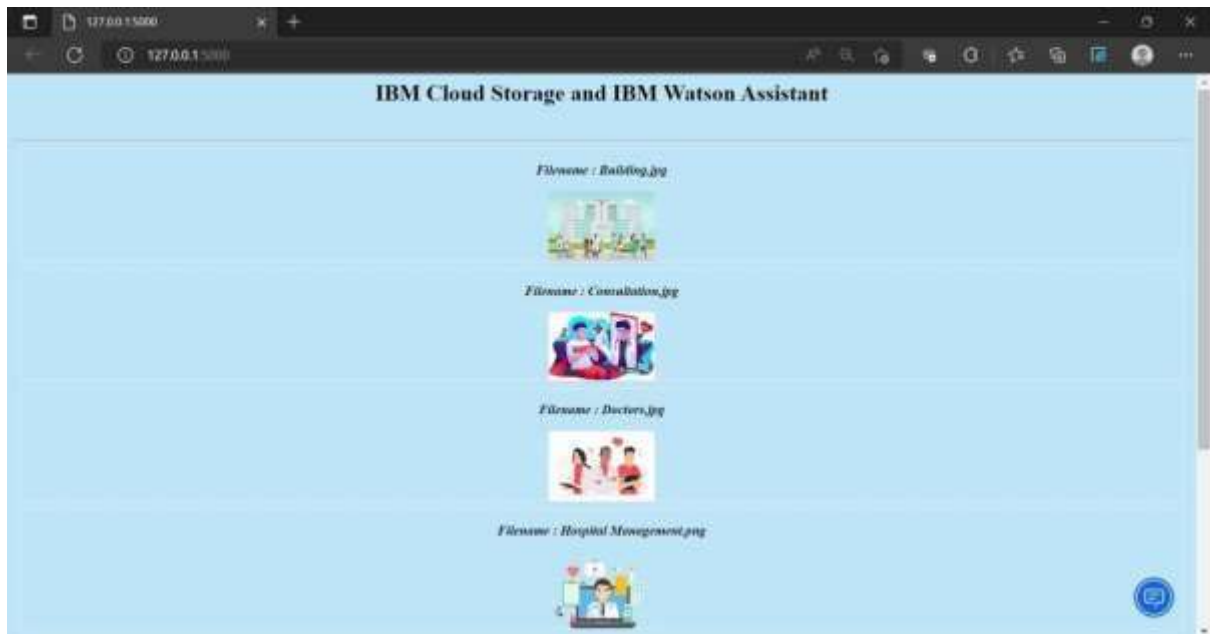 127.0.0.1:5000
127.0.0.1:5000
IBM Cloud Storage and IBM Watson Assistant
Filename : Building.jpg
Filename : Consultation.jpg
Filename : Doctors.jpg
Filename : Hospital Management.png